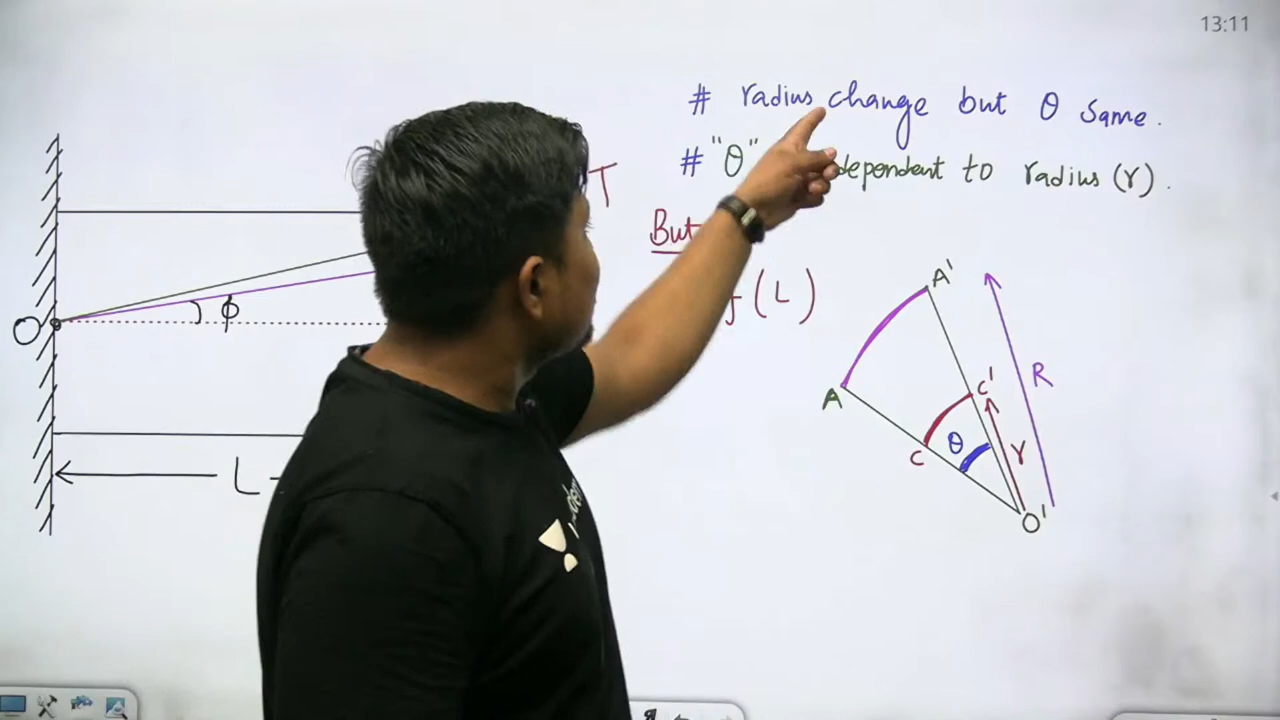 13:11
# radius change but θ same.
# "θ" dependent to radius (r).
T
But
f(L)
O
ϕ
L
A'
A
C'
C
R
θ
r
O'